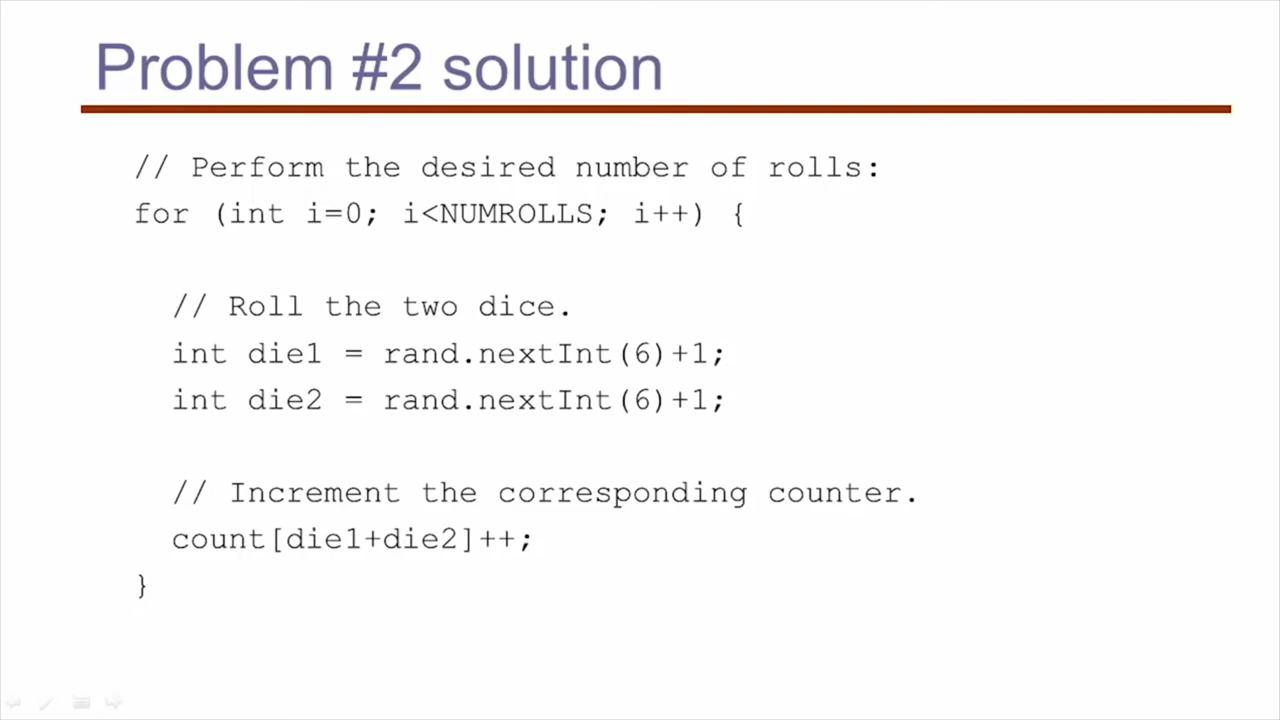 Problem #2 solution
// Perform the desired number of rolls:
for (int i=0; i<NUMROLLS; i++) {
// Roll the two dice.
int die1 = rand.nextInt(6)+1;
int die2 = rand.nextInt(6)+1;
// Increment the corresponding counter.
count[die1+die2]++;
}